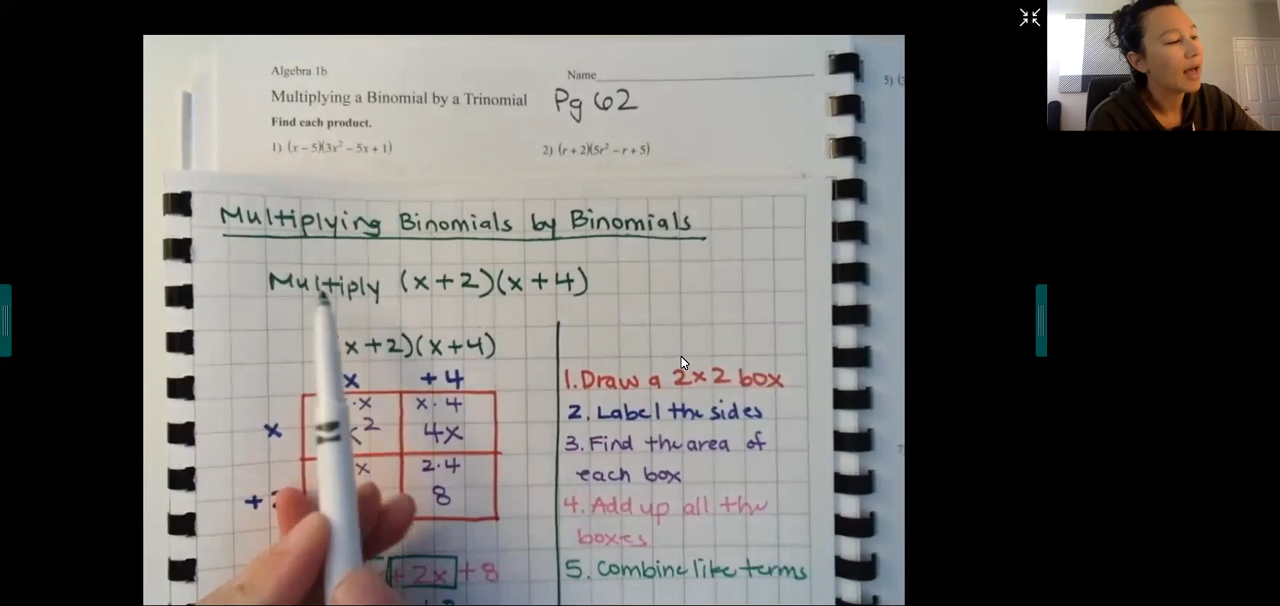 Algebra 1b
Name
Multiplying a Binomial by a Trinomial Pg 62
Find each product.
1) (x − 5)(3x² − 5x + 1) 2) (r + 2)(5r² − r + 5)
5)
Multiplying Binomials by Binomials
Multiply (x+2)(x+4)
x+2)(x+4)
x +4
x
·x x·4
2 4x
x 2·4
+ 8
+2x +8
1. Draw a 2x2 box
2. Label the sides
3. Find the area of
each box
4. Add up all the
boxes
5. Combine like terms